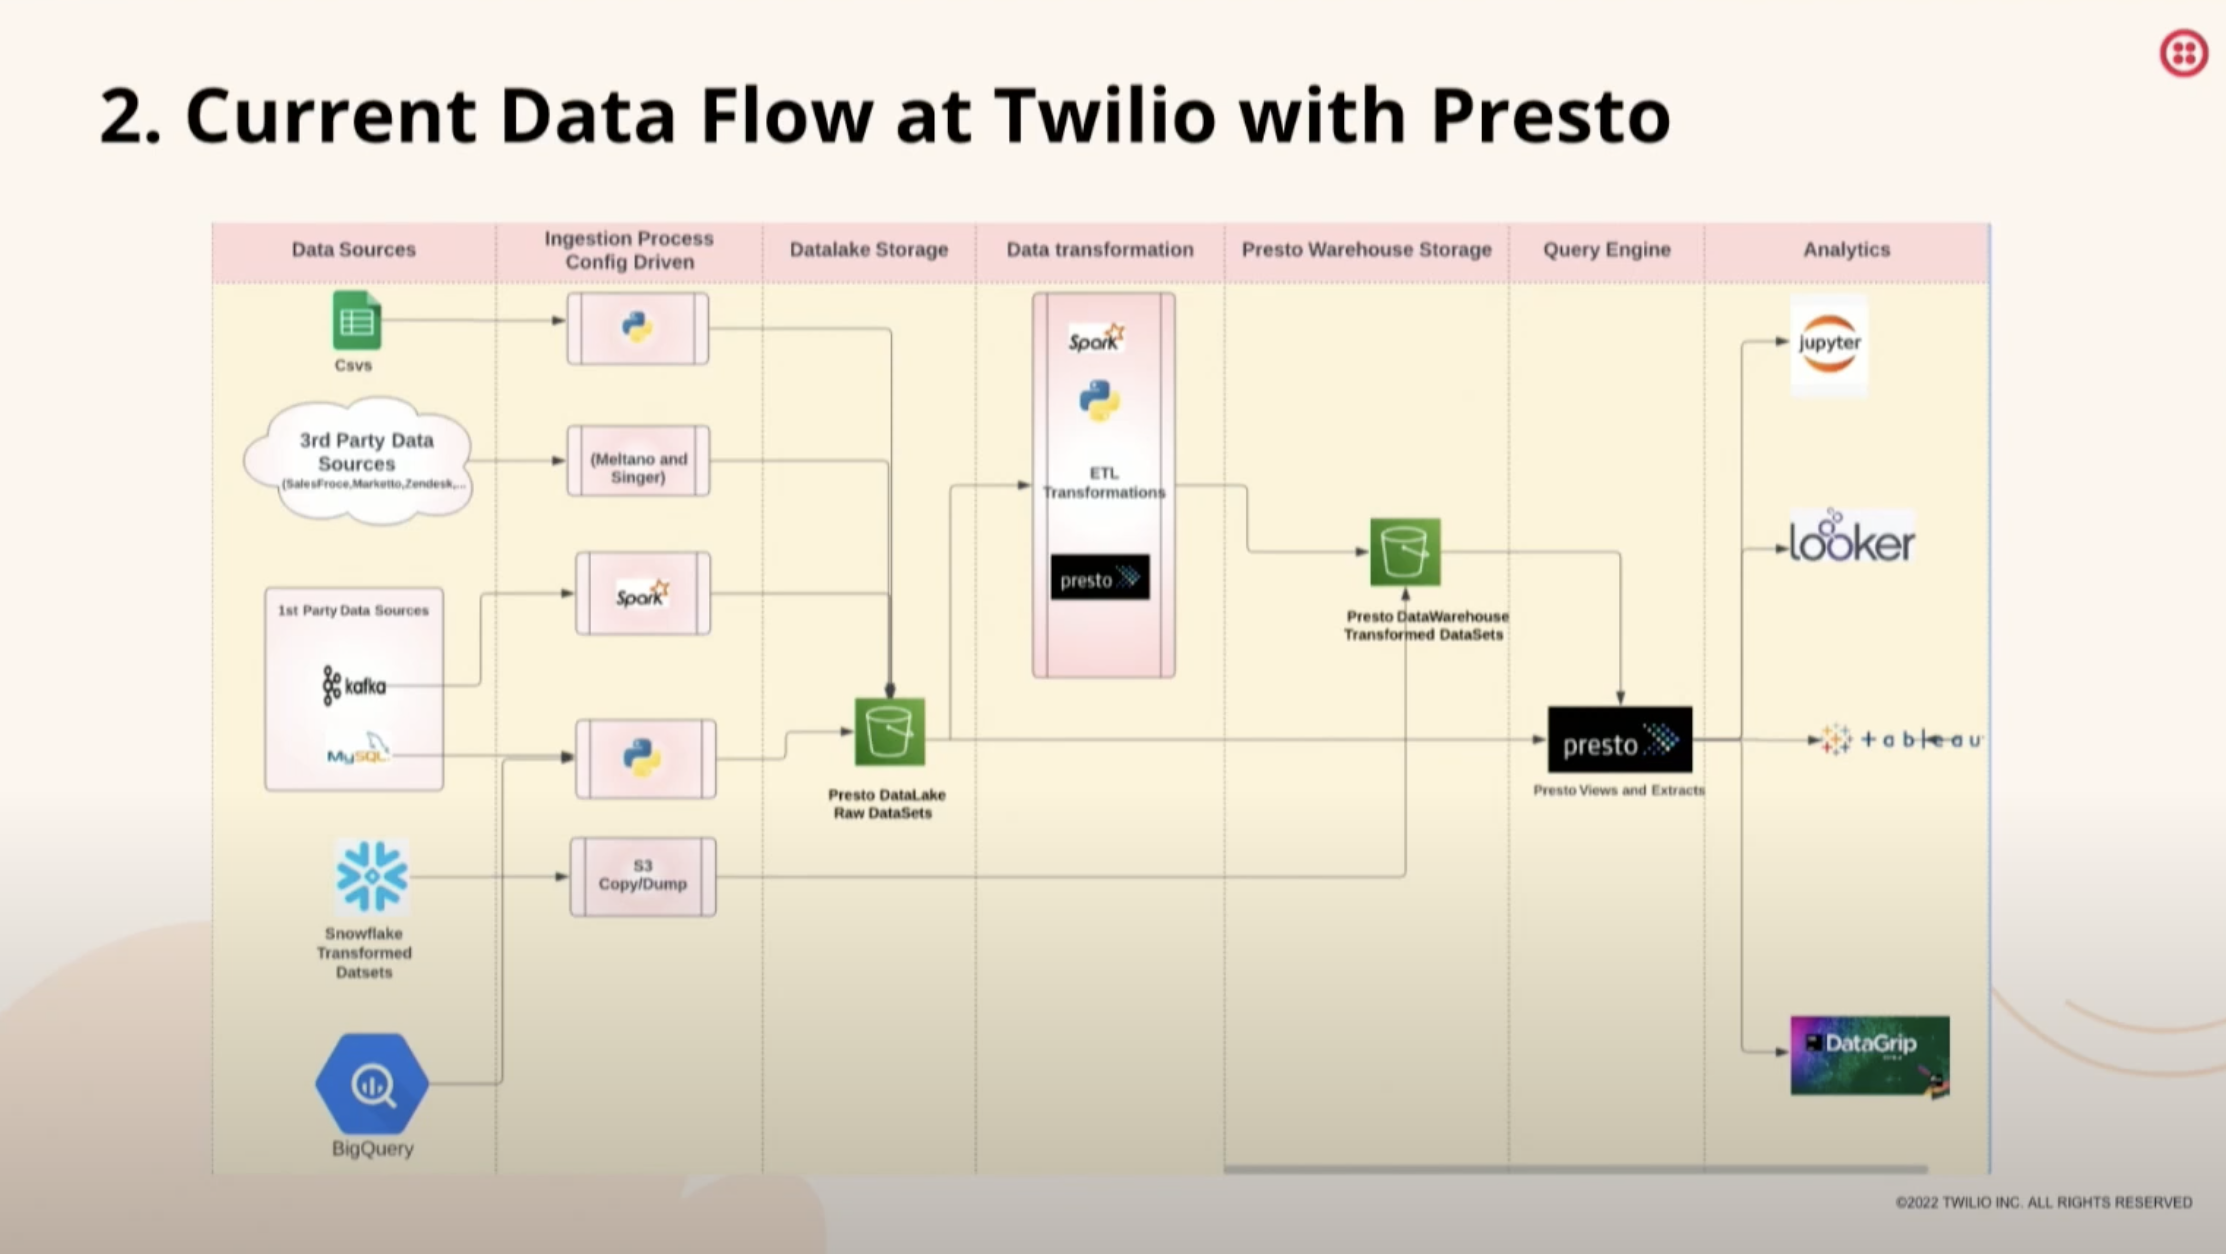 2. Current Data Flow at Twilio with Presto
Data Sources
Ingestion Process
Config Driven
Datalake Storage
Data transformation
Presto Warehouse Storage
Query Engine
Analytics
Csvs
3rd Party Data
Sources
(SalesFroce,Marketto,Zendesk,...
(Meltano and
Singer)
1st Party Data Sources
kafka
MySQL
Spark
Snowflake
Transformed
Datsets
S3
Copy/Dump
BigQuery
Presto DataLake
Raw DataSets
Spark
ETL
Transformations
presto
Presto DataWarehouse
Transformed DataSets
presto
Presto Views and Extracts
jupyter
looker
+ableau
DataGrip
©2022 TWILIO INC. ALL RIGHTS RESERVED